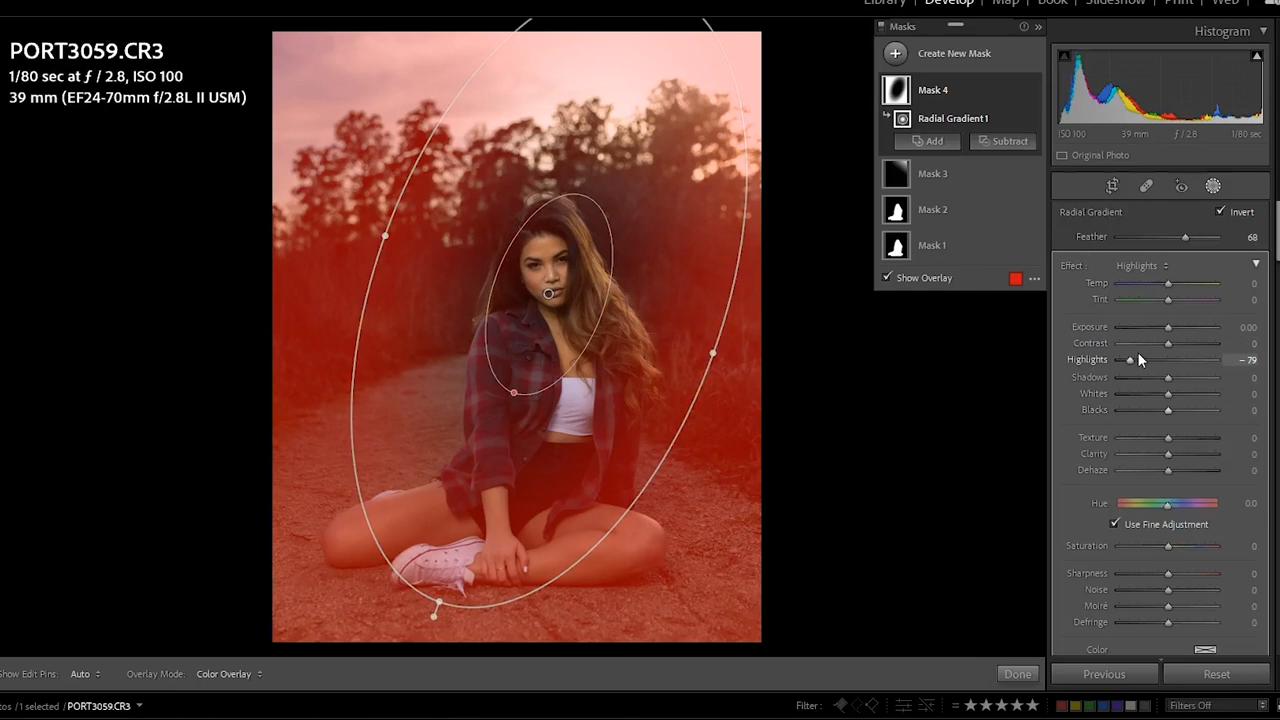 Library Develop Map Book Slideshow Print Web
PORT3059.CR3
1/80 sec at ƒ / 2.8, ISO 100
39 mm (EF24-70mm f/2.8L II USM)
Masks
Create New Mask
Mask 4
Radial Gradient1
Add Subtract
Mask 3
Mask 2
Mask 1
Show Overlay
Histogram
ISO 100 39 mm ƒ / 2.8 1/80 sec
Original Photo
Radial Gradient Invert
Feather 68
Effect : Highlights
Temp 0
Tint 0
Exposure 0.00
Contrast 0
Highlights – 79
Shadows 0
Whites 0
Blacks 0
Texture 0
Clarity 0
Dehaze 0
Hue 0.0
Use Fine Adjustment
Saturation 0
Sharpness 0
Noise 0
Moiré 0
Defringe 0
Color
Show Edit Pins: Auto Overlay Mode: Color Overlay Done
Previous Reset
/1 selected / PORT3059.CR3 Filter : Filters Off